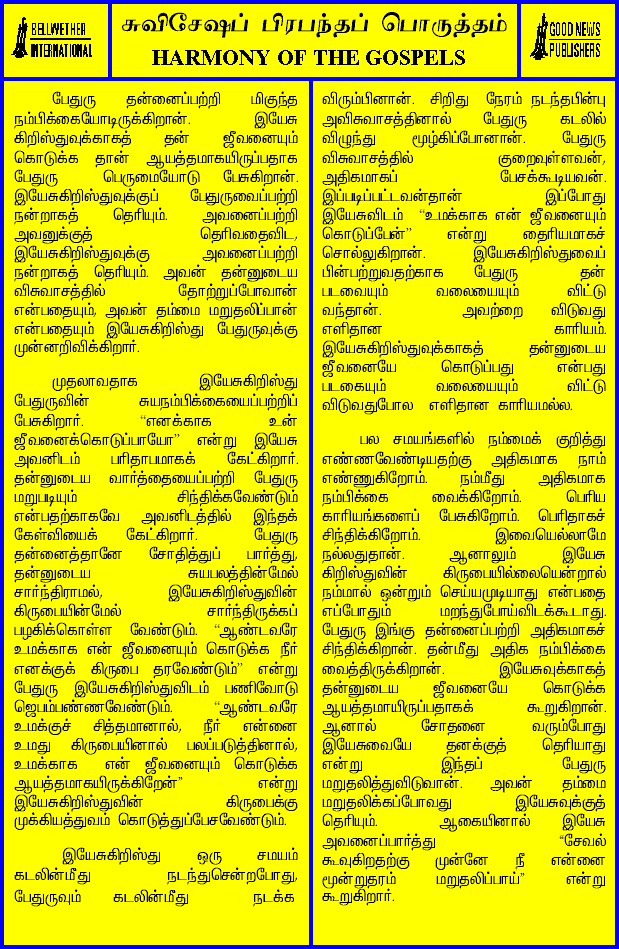 BELLWETHER
INTERNATIONAL
சுவிசேஷப் பிரபந்தப் பொருத்தம்
HARMONY OF THE GOSPELS
GOOD NEWS
PUBLISHERS
பேதுரு தன்னைப்பற்றி மிகுந்த
நம்பிக்கையோடிருக்கிறான். இயேசு
கிறிஸ்துவுக்காகத் தன் ஜீவனையும்
கொடுக்க தான் ஆயத்தமாகயிருப்பதாக
பேதுரு பெருமையோடு பேசுகிறான்.
இயேசுகிறிஸ்துவுக்குப் பேதுருவைப்பற்றி
நன்றாகத் தெரியும். அவனைப்பற்றி
அவனுக்குத் தெரிவதைவிட,
இயேசுகிறிஸ்துவுக்கு அவனைப்பற்றி
நன்றாகத் தெரியும். அவன் தன்னுடைய
விசுவாசத்தில் தோற்றுப்போவான்
என்பதையும், அவன் தம்மை மறுதலிப்பான்
என்பதையும் இயேசுகிறிஸ்து பேதுருவுக்கு
முன்னறிவிக்கிறார்.
முதலாவதாக இயேசுகிறிஸ்து
பேதுருவின் சுயநம்பிக்கையைப்பற்றிப்
பேசுகிறார். “எனக்காக உன்
ஜீவனைக்கொடுப்பாயோ” என்று இயேசு
அவனிடம் பரிதாபமாகக் கேட்கிறார்.
தன்னுடைய வார்த்தையைப்பற்றி பேதுரு
மறுபடியும் சிந்திக்கவேண்டும்
என்பதற்காகவே அவனிடத்தில் இந்தக்
கேள்வியைக் கேட்கிறார். பேதுரு
தன்னைத்தானே சோதித்துப் பார்த்து,
தன்னுடைய சுயபலத்தின்மேல்
சார்ந்திராமல், இயேசுகிறிஸ்துவின்
கிருபையின்மேல் சார்ந்திருக்கப்
பழகிக்கொள்ள வேண்டும். “ஆண்டவரே
உமக்காக என் ஜீவனையும் கொடுக்க நீர்
எனக்குக் கிருபை தரவேண்டும்” என்று
பேதுரு இயேசுகிறிஸ்துவிடம் பணிவோடு
ஜெபம்பண்ணவேண்டும். “ஆண்டவரே
உமக்குச் சித்தமானால், நீர் என்னை
உமது கிருபையினால் பலப்படுத்தினால்,
உமக்காக என் ஜீவனையும் கொடுக்க
ஆயத்தமாகயிருக்கிறேன்” என்று
இயேசுகிறிஸ்துவின் கிருபைக்கு
முக்கியத்துவம் கொடுத்துப்பேசவேண்டும்.
இயேசுகிறிஸ்து ஒரு சமயம்
கடலின்மீது நடந்துசென்றபோது,
பேதுருவும் கடலின்மீது நடக்க
விரும்பினான். சிறிது நேரம் நடந்தபின்பு
அவிசுவாசத்தினால் பேதுரு கடலில்
விழுந்து மூழ்கிப்போனான். பேதுரு
விசுவாசத்தில் குறைவுள்ளவன்,
அதிகமாகப் பேசக்கூடியவன்.
இப்படிப்பட்டவன்தான் இப்போது
இயேசுவிடம் “உமக்காக என் ஜீவனையும்
கொடுப்பேன்” என்று தைரியமாகச்
சொல்லுகிறான். இயேசுகிறிஸ்துவைப்
பின்பற்றுவதற்காக பேதுரு தன்
படவையும் வலையையும் விட்டு
வந்தான். அவற்றை விடுவது
எளிதான காரியம்.
இயேசுகிறிஸ்துவுக்காகத் தன்னுடைய
ஜீவனையே கொடுப்பது என்பது
படகையும் வலையையும் விட்டு
விடுவதுபோல எளிதான காரியமல்ல.
பல சமயங்களில் நம்மைக் குறித்து
எண்ணவேண்டியதற்கு அதிகமாக நாம்
எண்ணுகிறோம். நம்மீது அதிகமாக
நம்பிக்கை வைக்கிறோம். பெரிய
காரியங்களைப் பேசுகிறோம். பெரிதாகச்
சிந்திக்கிறோம். இவையெல்லாமே
நல்லதுதான். ஆனாலும் இயேசு
கிறிஸ்துவின் கிருபையில்லையென்றால்
நம்மால் ஒன்றும் செய்யமுடியாது என்பதை
எப்போதும் மறந்துபோய்விடக்கூடாது.
பேதுரு இங்கு தன்னைப்பற்றி அதிகமாகச்
சிந்திக்கிறான். தன்மீது அதிக நம்பிக்கை
வைத்திருக்கிறான். இயேசுவுக்காகத்
தன்னுடைய ஜீவனையே கொடுக்க
ஆயத்தமாயிருப்பதாகக் கூறுகிறான்.
ஆனால் சோதனை வரும்போது
இயேசுவையே தனக்குத் தெரியாது
என்று இந்தப் பேதுரு
மறுதலித்துவிடுவான். அவன் தம்மை
மறுதலிக்கப்போவது இயேசுவுக்குத்
தெரியும். ஆகையினால் இயேசு
அவனைப்பார்த்து “சேவல்
கூவுகிறதற்கு முன்னே நீ என்னை
மூன்றுதரம் மறுதலிப்பாய்” என்று
கூறுகிறார்.